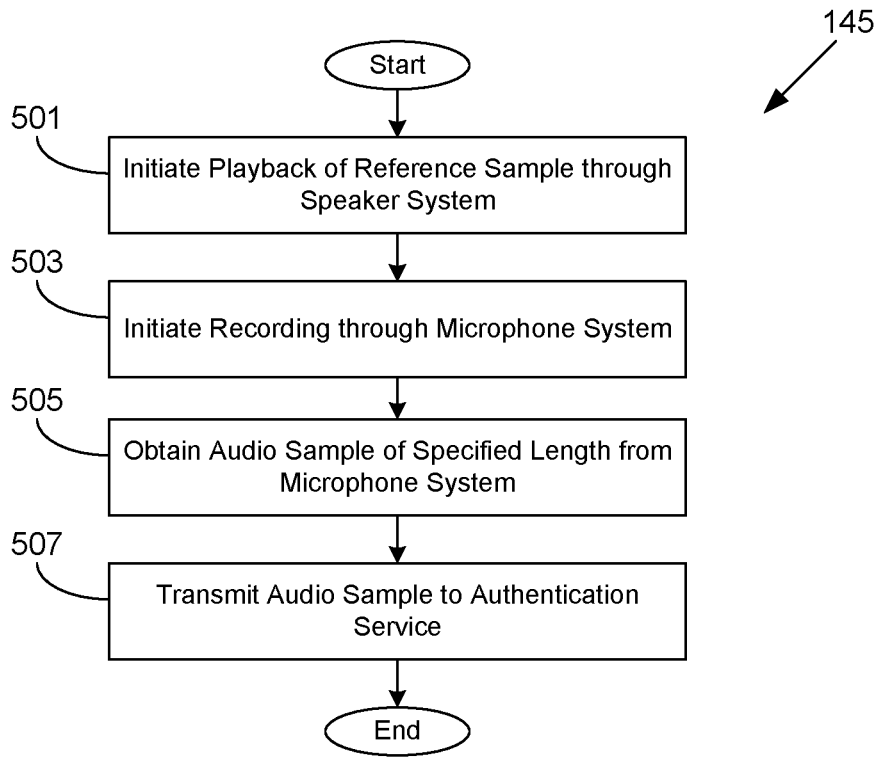 145
Start
501
Initiate Playback of Reference Sample through
Speaker System
503
Initiate Recording through Microphone System
505
Obtain Audio Sample of Specified Length from
Microphone System
507
Transmit Audio Sample to Authentication
Service
End